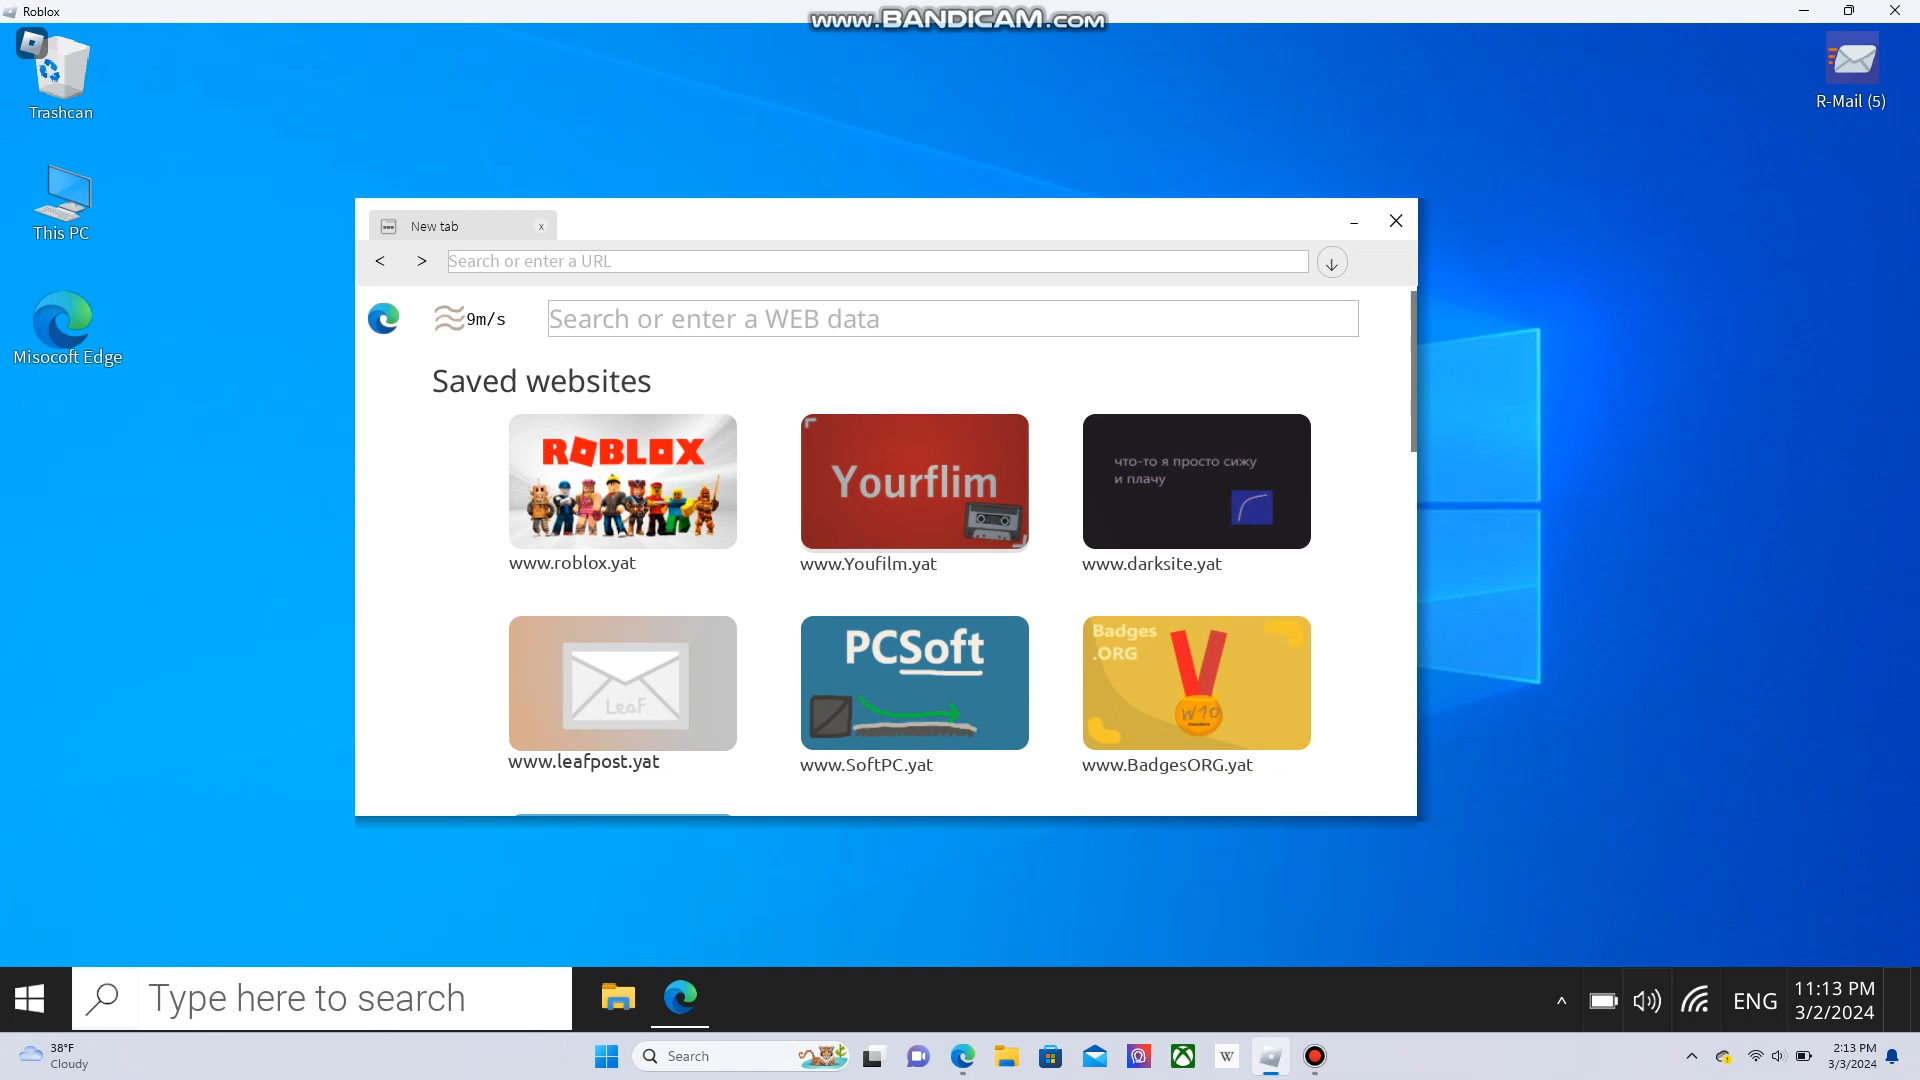 Roblox
www.BANDICAM.com
Trashcan
R-Mail (5)
This PC
Misocoft Edge
New tab
x
< >
Search or enter a URL
9m/s
Search or enter a WEB data
Saved websites
ROBLOX
www.roblox.yat
Yourflim
www.Youfilm.yat
что-то я просто сижу
и плачу
www.darksite.yat
Leaf
www.leafpost.yat
PCSoft
www.SoftPC.yat
Badges
.ORG
W10
www.BadgesORG.yat
Type here to search
ENG
11:13 PM
3/2/2024
38°F
Cloudy
Search
W
2:13 PM
3/3/2024